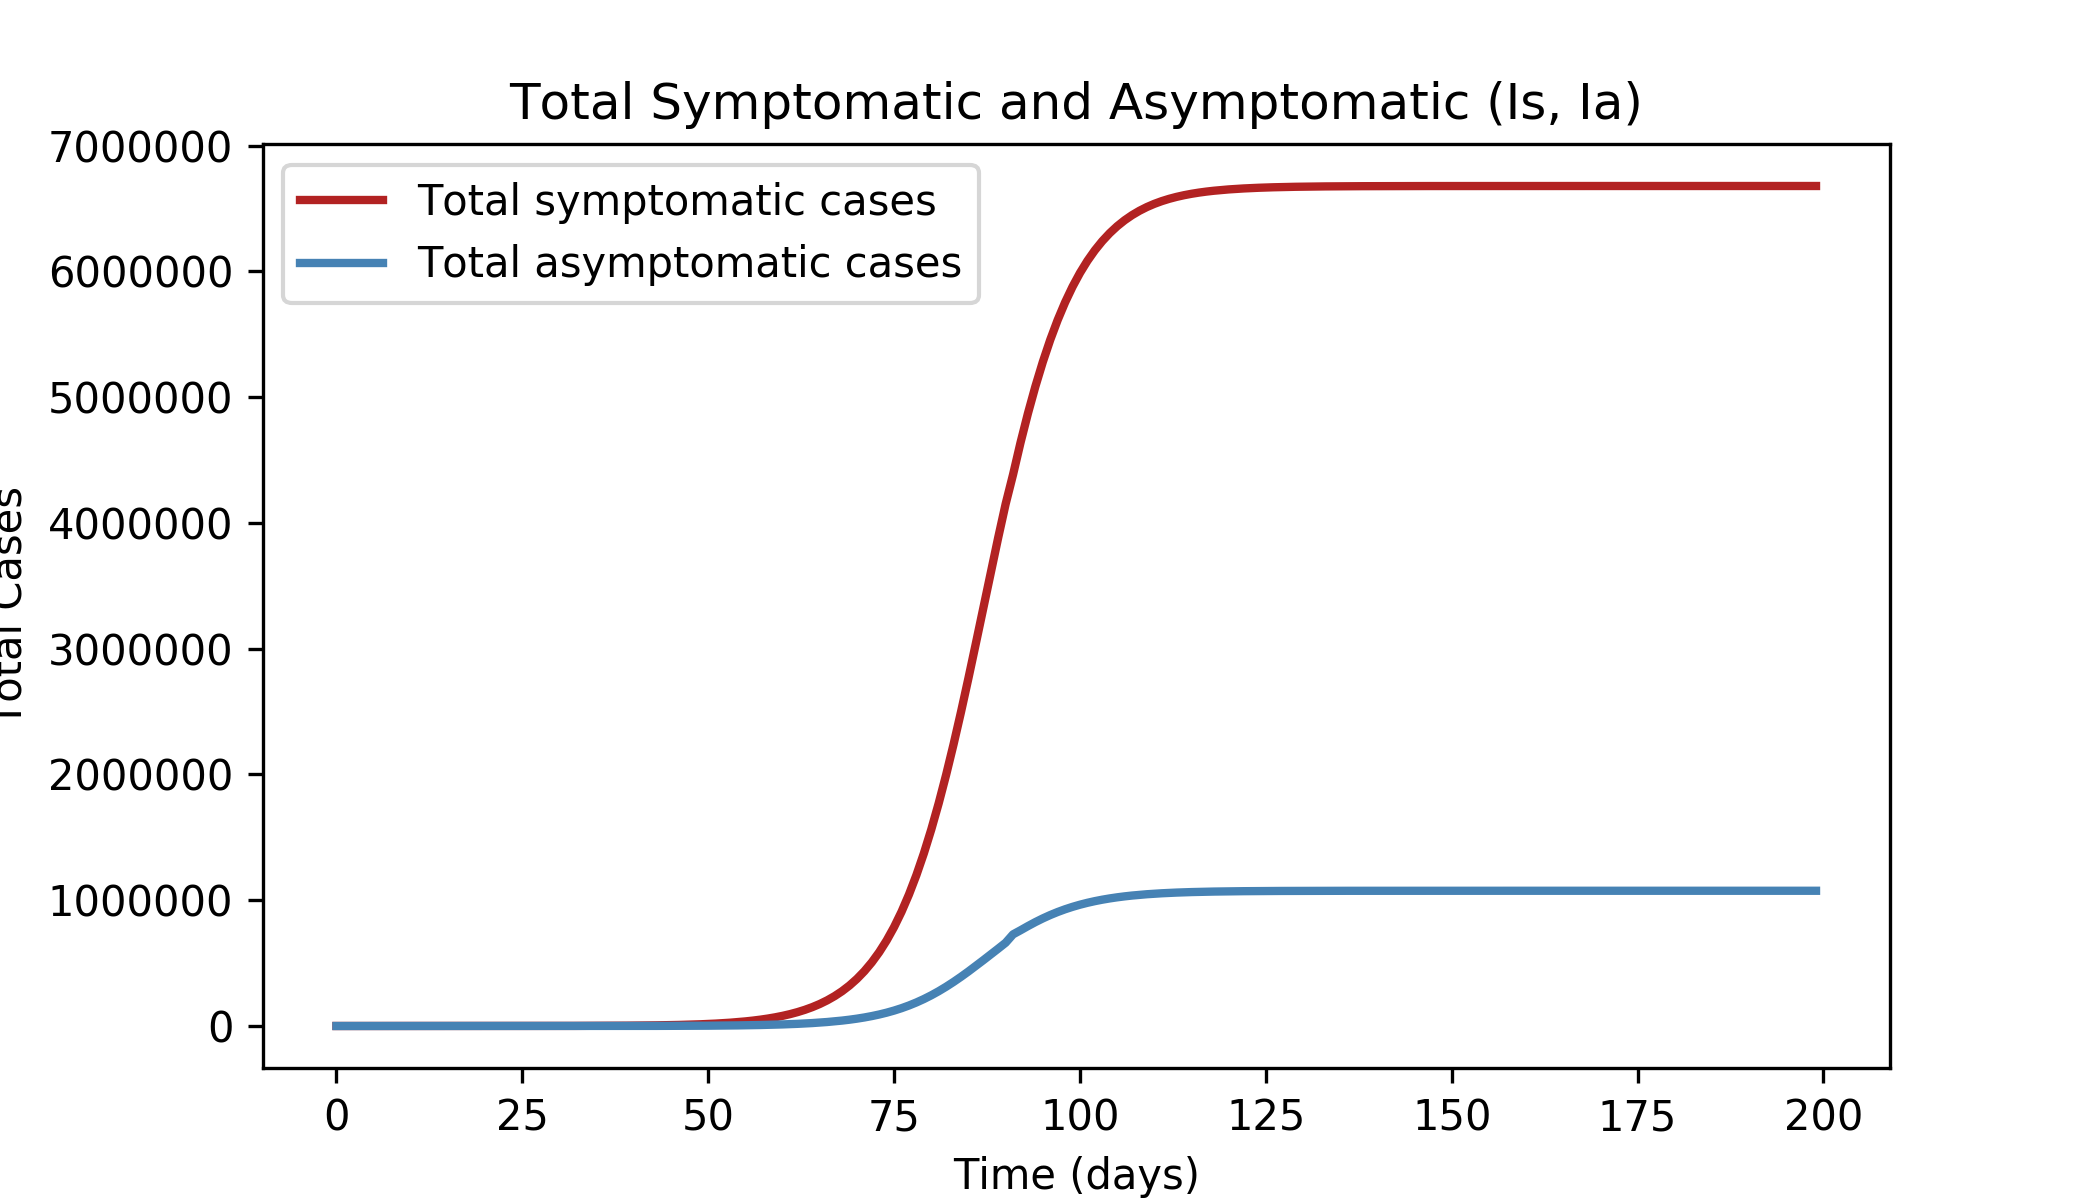 Total Symptomatic and Asymptomatic (Is, Ia)
7000000
6000000
5000000
4000000
3000000
2000000
1000000
0
Total Cases
Total symptomatic cases
Total asymptomatic cases
0 25 50 75 100 125 150 175 200
Time (days)